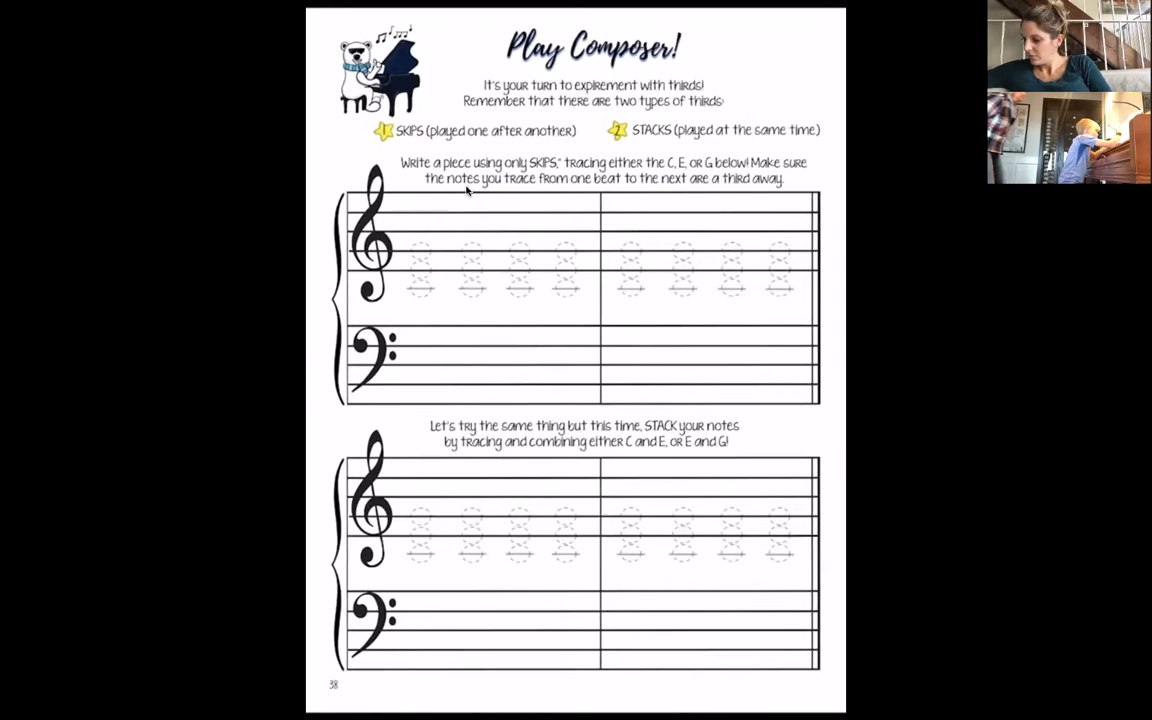 Play Composer!
It's your turn to expirement with thirds!
Remember that there are two types of thirds:
1 SKIPS (played one after another)
2 STACKS (played at the same time)
Write a piece using only SKIPS," tracing either the C, E, or G below! Make sure
the notes you trace from one beat to the next are a third away.
Let's try the same thing but this time, STACK your notes
by tracing and combining either C and E, or E and G!
38